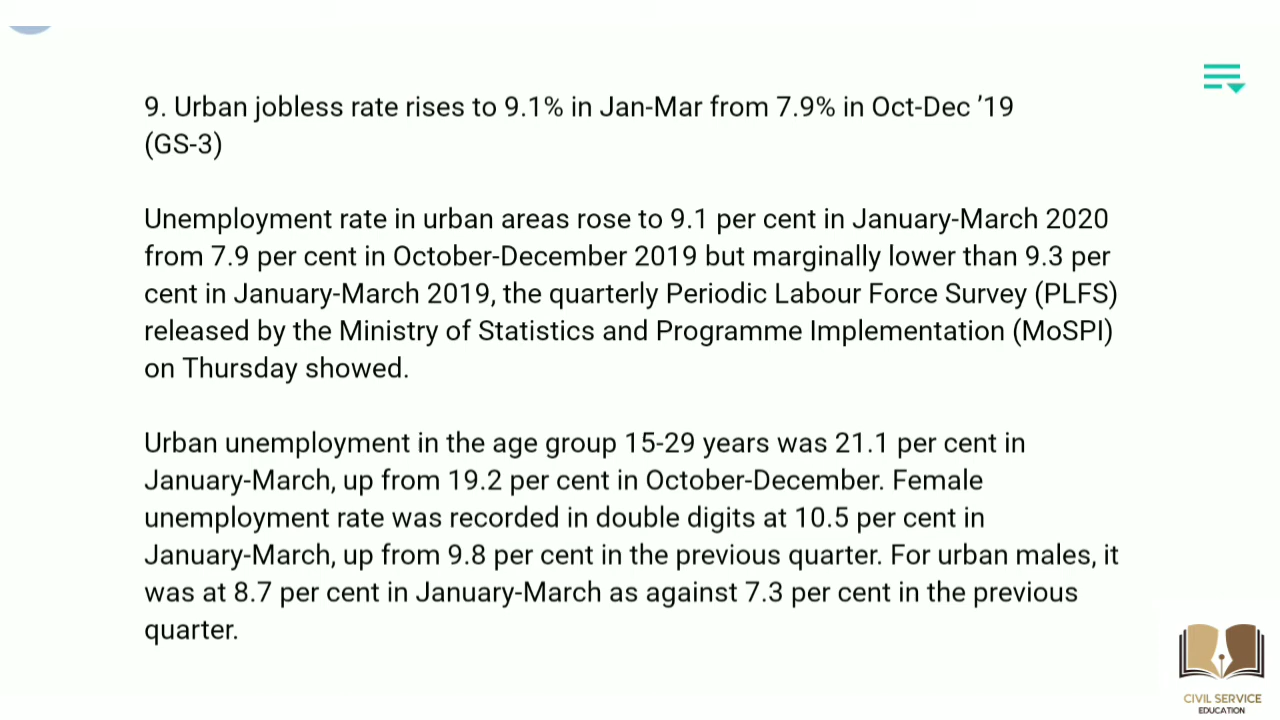 9. Urban jobless rate rises to 9.1% in Jan-Mar from 7.9% in Oct-Dec ’19
(GS-3)
Unemployment rate in urban areas rose to 9.1 per cent in January-March 2020
from 7.9 per cent in October-December 2019 but marginally lower than 9.3 per
cent in January-March 2019, the quarterly Periodic Labour Force Survey (PLFS)
released by the Ministry of Statistics and Programme Implementation (MoSPI)
on Thursday showed.
Urban unemployment in the age group 15-29 years was 21.1 per cent in
January-March, up from 19.2 per cent in October-December. Female
unemployment rate was recorded in double digits at 10.5 per cent in
January-March, up from 9.8 per cent in the previous quarter. For urban males, it
was at 8.7 per cent in January-March as against 7.3 per cent in the previous
quarter.
CIVIL SERVICE
EDUCATION